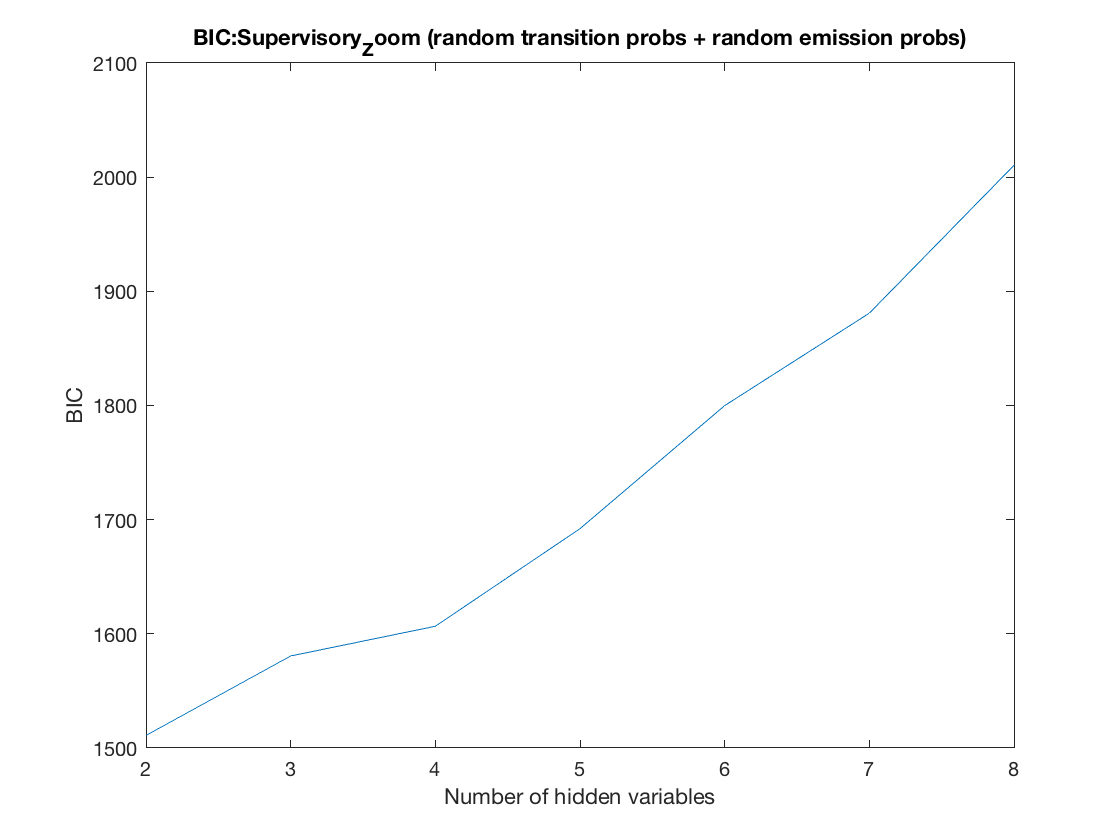 BIC:Supervisory_zoom (random transition probs + random emission probs)
2100
2000
1900
1800
1700
1600
1500
BIC
2 3 4 5 6 7 8
Number of hidden variables